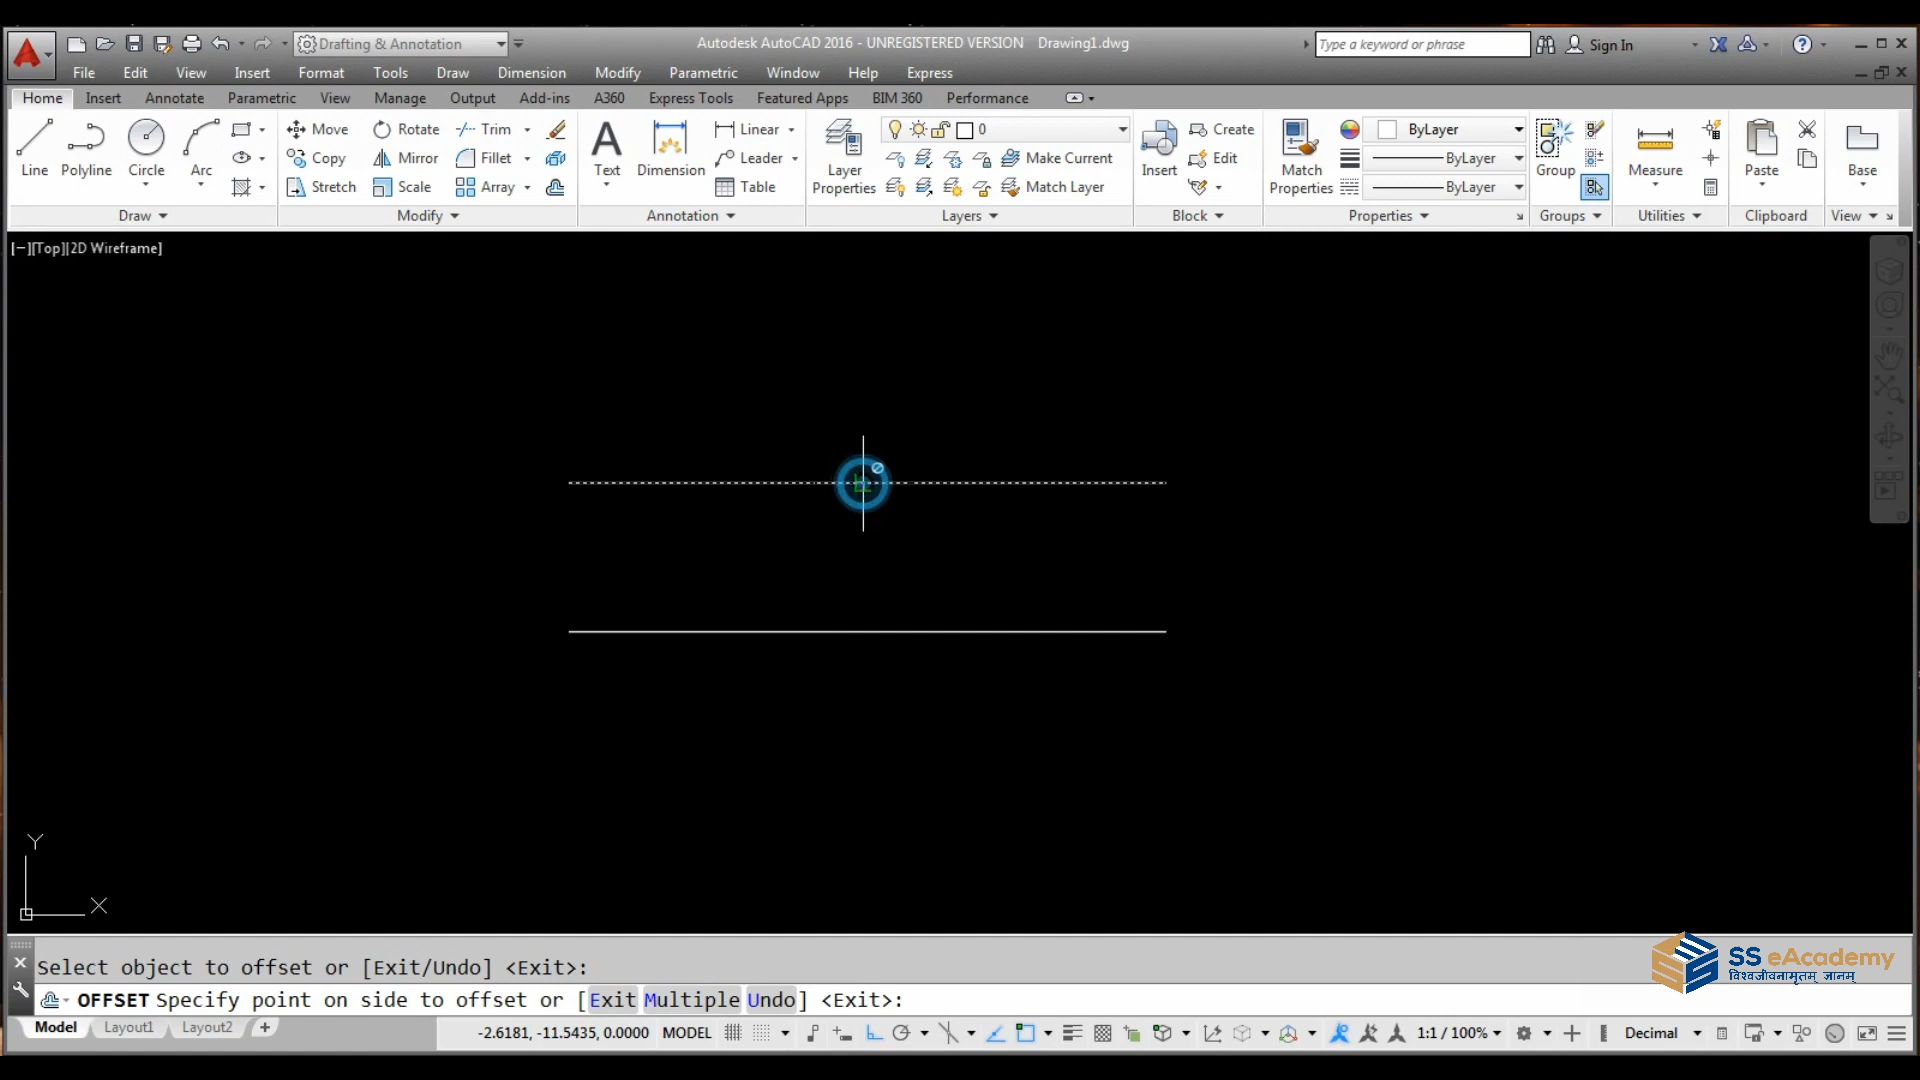 Drafting & Annotation
Autodesk AutoCAD 2016 - UNREGISTERED VERSION Drawing1.dwg
Type a keyword or phrase
Sign In
File Edit View Insert Format Tools Draw Dimension Modify Parametric Window Help Express
Home Insert Annotate Parametric View Manage Output Add-ins A360 Express Tools Featured Apps BIM 360 Performance
Line Polyline Circle Arc
Move Rotate Trim
Copy Mirror Fillet
Stretch Scale Array
Text Dimension
Linear
Leader
Table
Layer Properties
0
Make Current
Match Layer
Insert
Create
Edit
Match Properties
ByLayer
ByLayer
ByLayer
Group
Measure
Paste
Base
Draw Modify Annotation Layers Block Properties Groups Utilities Clipboard View
[−][Top][2D Wireframe]
Y
X
Select object to offset or [Exit/Undo] <Exit>:
OFFSET Specify point on side to offset or [Exit Multiple Undo] <Exit>:
SS eAcademy
विश्वजीवनामृतम् ज्ञानम्
Model Layout1 Layout2 +
-2.6181, -11.5435, 0.0000 MODEL
1:1 / 100%
Decimal